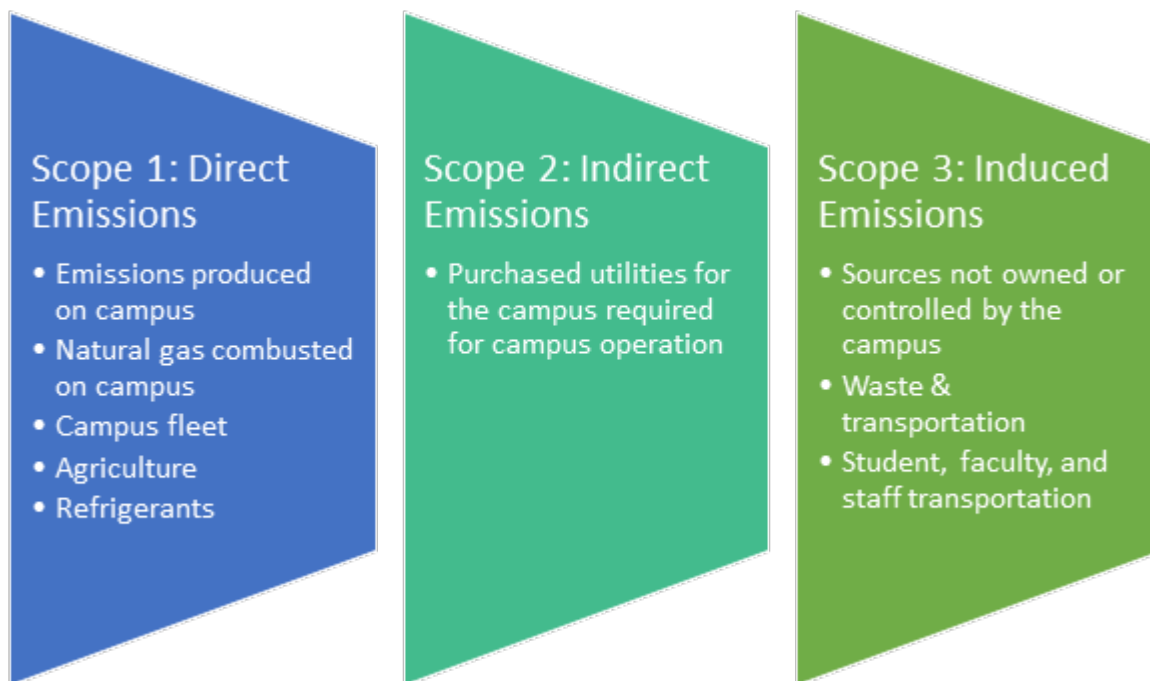 Scope 1: Direct
Emissions
• Emissions produced
on campus
• Natural gas combusted
on campus
• Campus fleet
• Agriculture
• Refrigerants
Scope 2: Indirect
Emissions
• Purchased utilities for
the campus required
for campus operation
Scope 3: Induced
Emissions
• Sources not owned or
controlled by the
campus
• Waste &
transportation
• Student, faculty, and
staff transportation